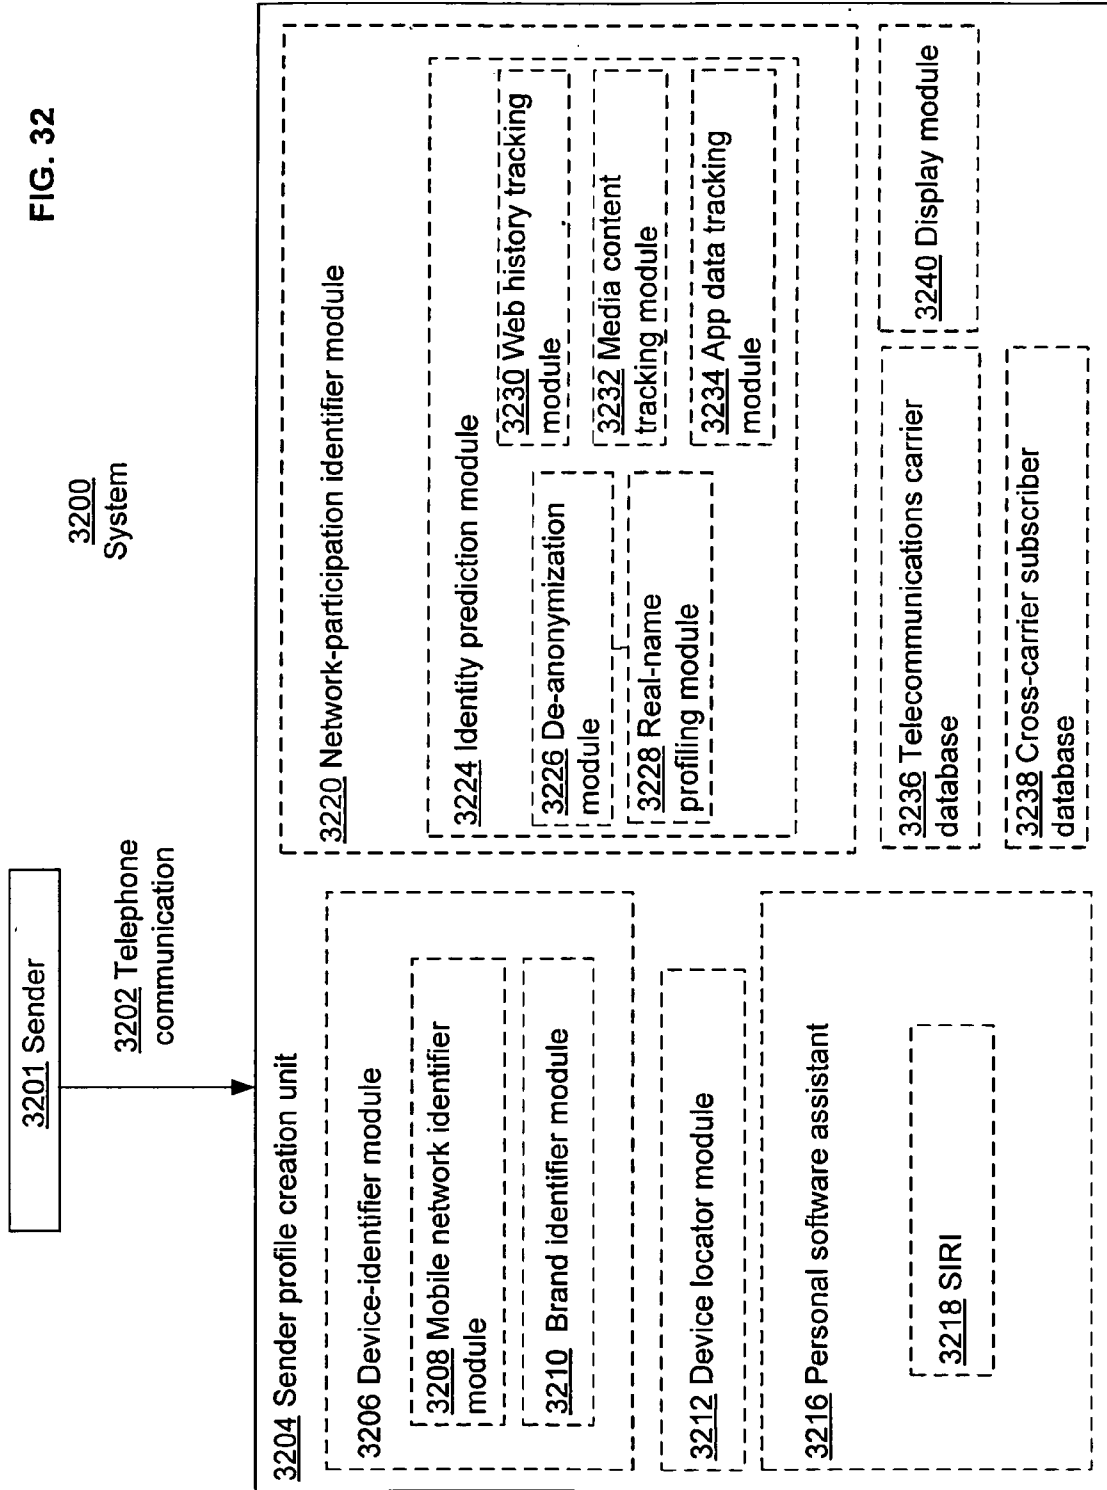 FIG. 32
3200
System
3201 Sender
3202 Telephone
communication
3204 Sender profile creation unit
3206 Device-identifier module
3208 Mobile network identifier
module
3210 Brand identifier module
3212 Device locator module
3216 Personal software assistant
3218 SIRI
3220 Network-participation identifier module
3224 Identity prediction module
3226 De-anonymization
module
3228 Real-name
profiling module
3230 Web history tracking
module
3232 Media content
tracking module
3234 App data tracking
module
3236 Telecommunications carrier
database
3238 Cross-carrier subscriber
database
3240 Display module